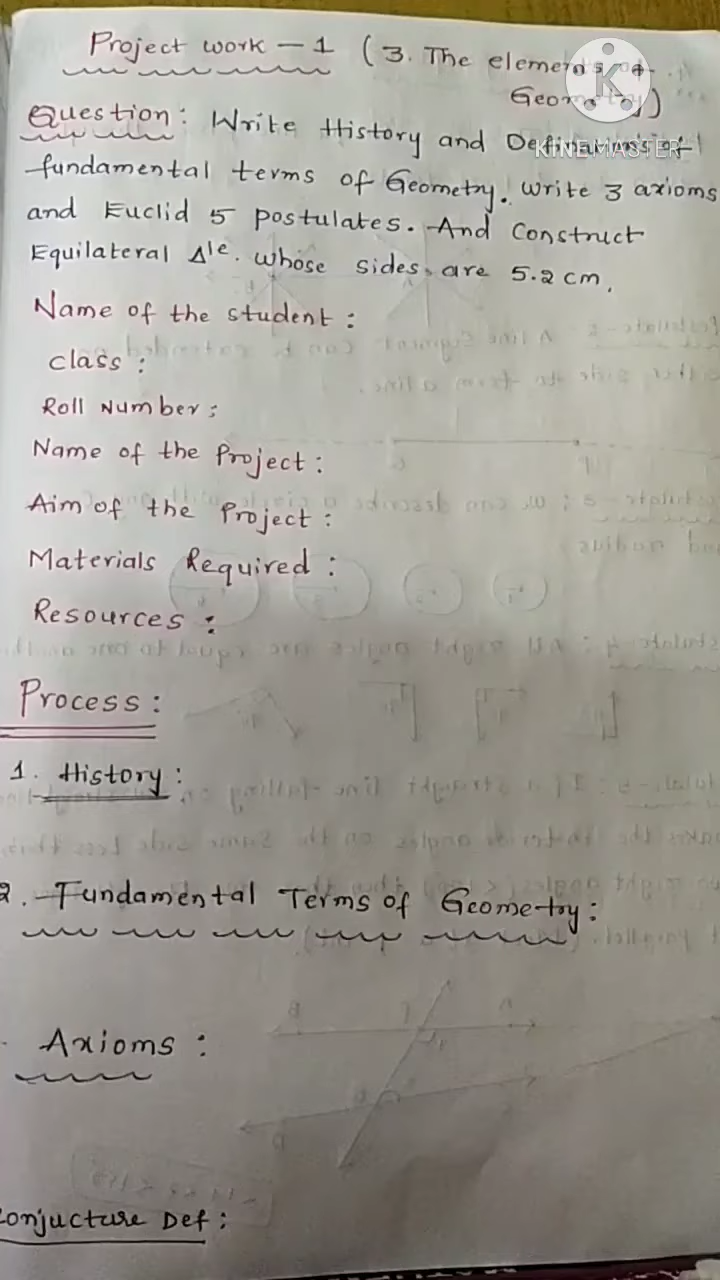 Project work - 1 (3. The elements of
Geometry)
Question: Write History and Definations of
fundamental terms of Geometry. Write 3 axioms
and Euclid 5 postulates. And Construct
Equilateral Δle. whose sides are 5.2 cm.
Name of the student:
Class:
Roll Number:
Name of the Project:
Aim of the Project:
Materials Required:
Resources:
Process:
1. History:
2. Fundamental Terms of Geometry:
Axioms:
Conjucture Def:
K
KINEMASTER